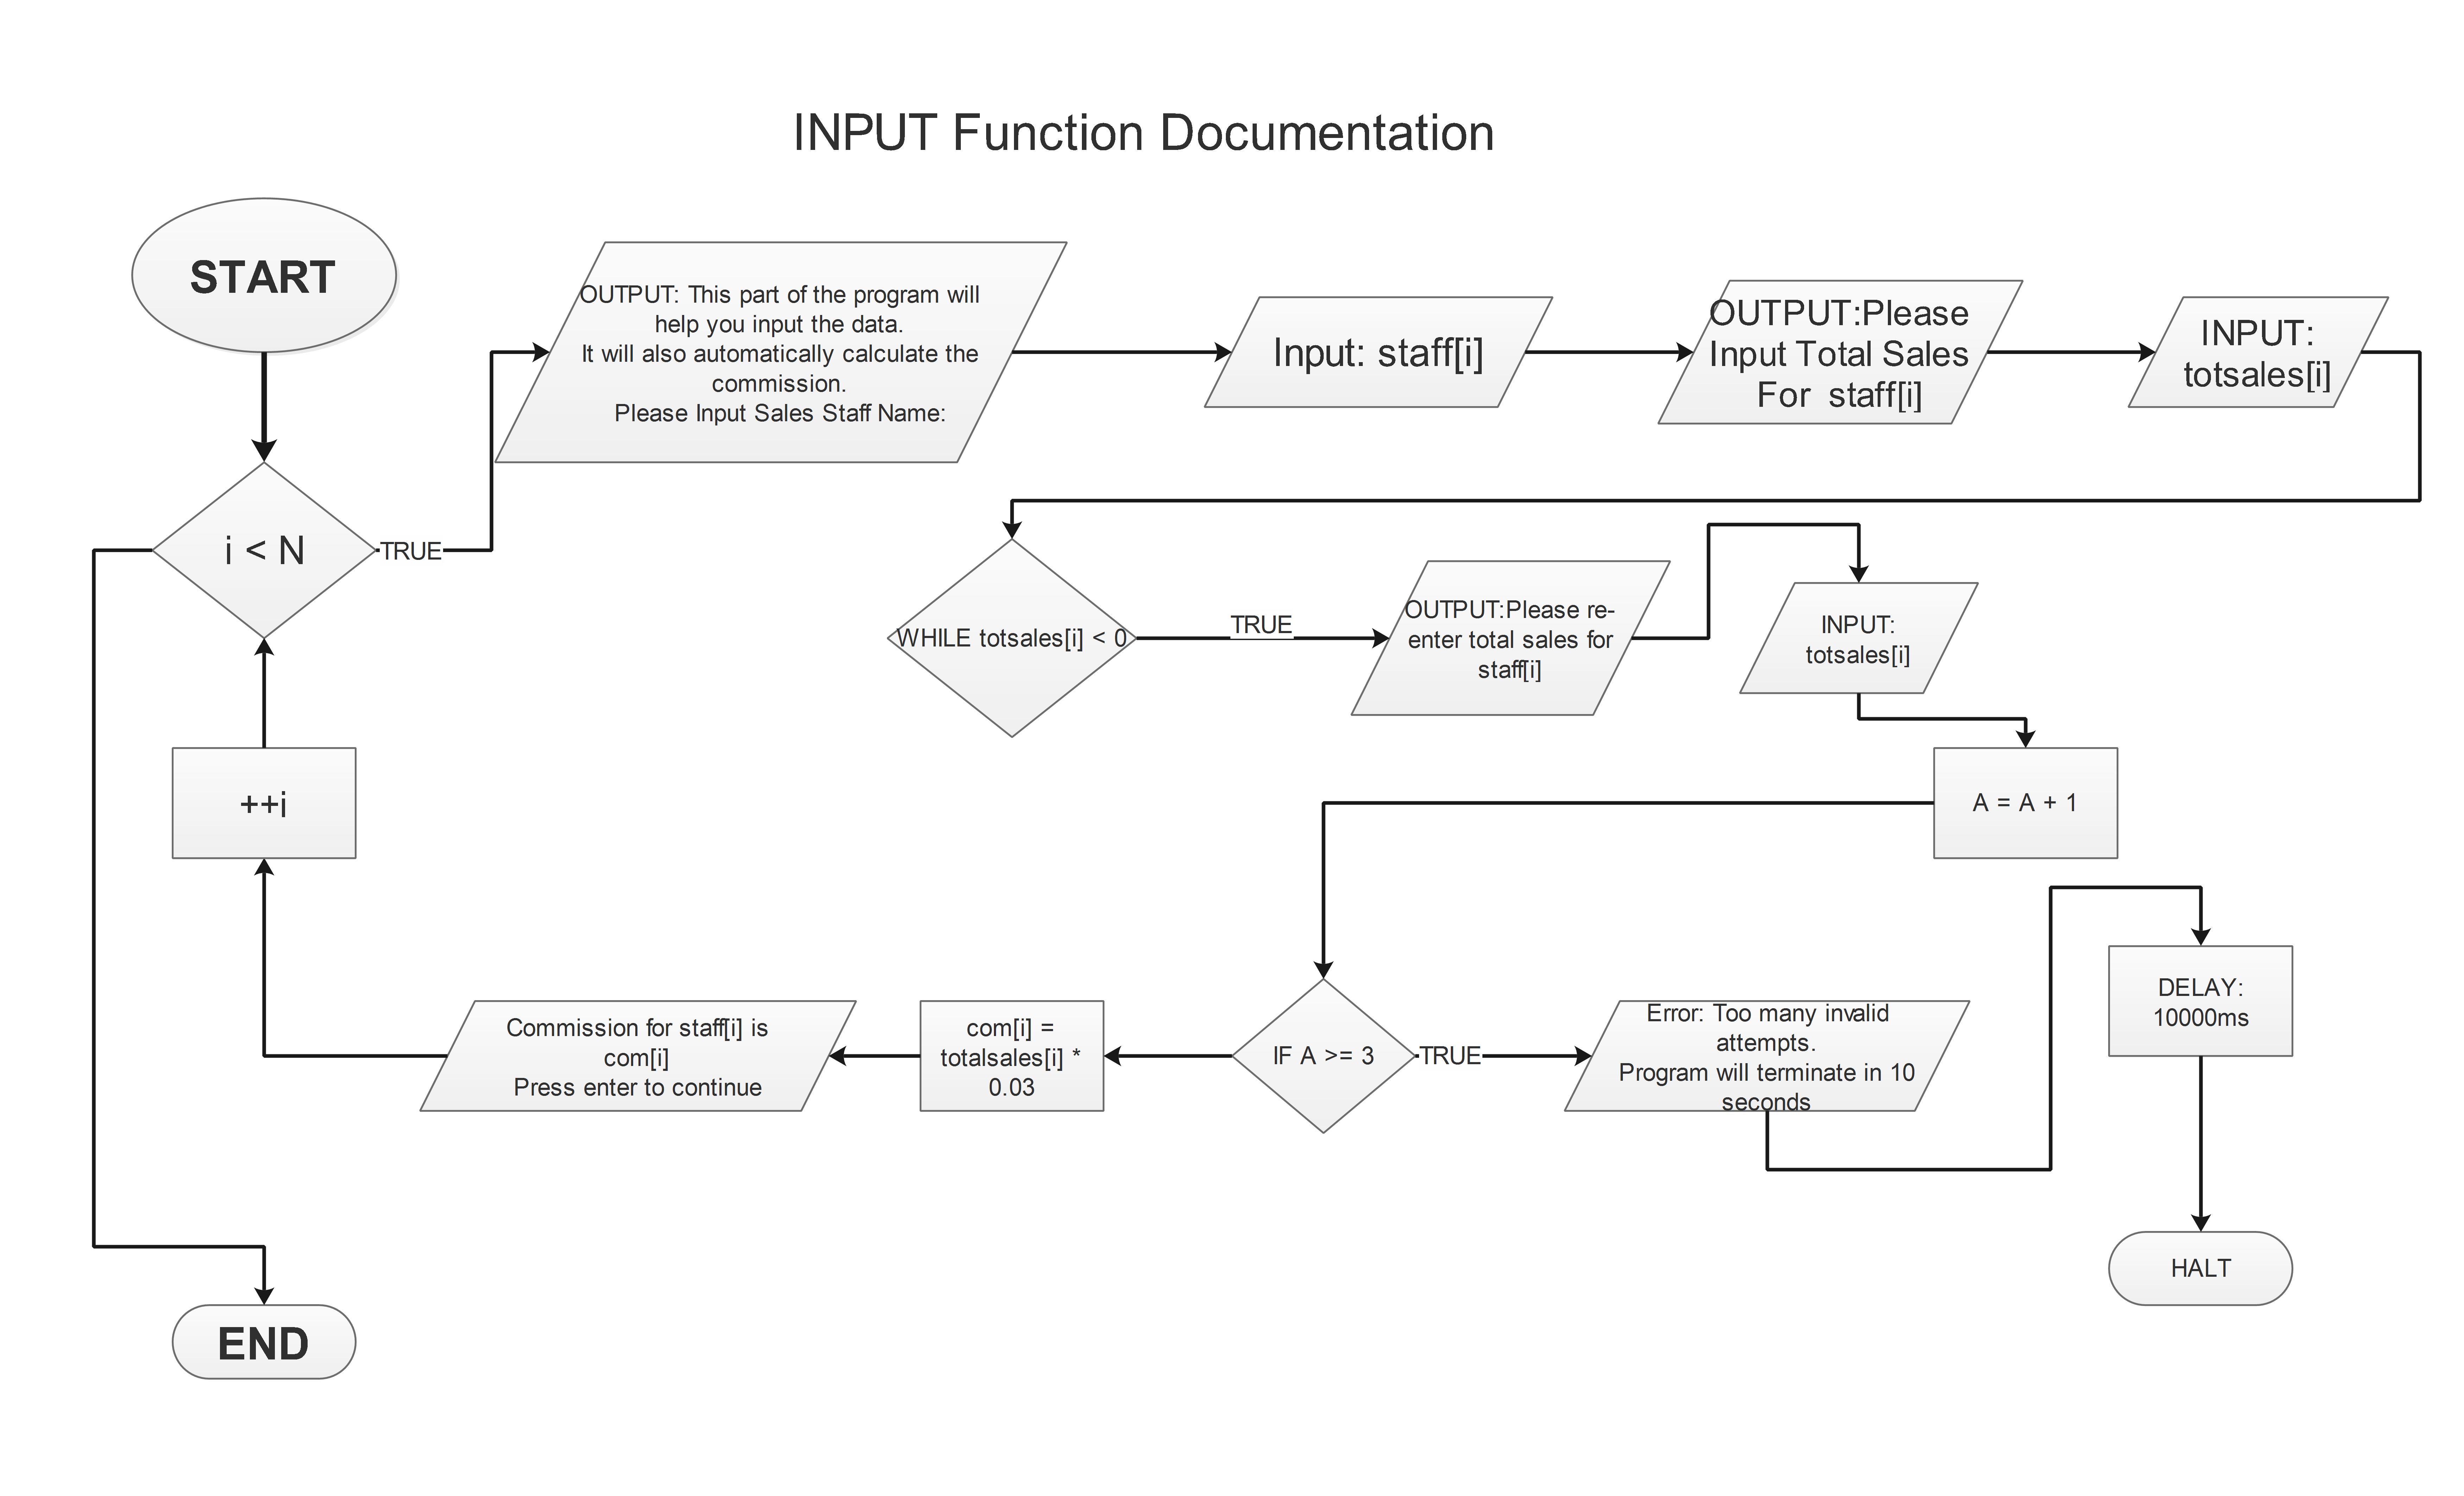 INPUT Function Documentation
START
i < N
TRUE
OUTPUT: This part of the program will
help you input the data.
It will also automatically calculate the
commission.
Please Input Sales Staff Name:
Input: staff[i]
OUTPUT:Please
Input Total Sales
For staff[i]
INPUT:
totsales[i]
WHILE totsales[i] < 0
TRUE
OUTPUT:Please re-
enter total sales for
staff[i]
INPUT:
totsales[i]
A = A + 1
IF A >= 3
TRUE
Error: Too many invalid
attempts.
Program will terminate in 10
seconds
DELAY:
10000ms
HALT
com[i] =
totalsales[i] *
0.03
Commission for staff[i] is
com[i]
Press enter to continue
++i
END